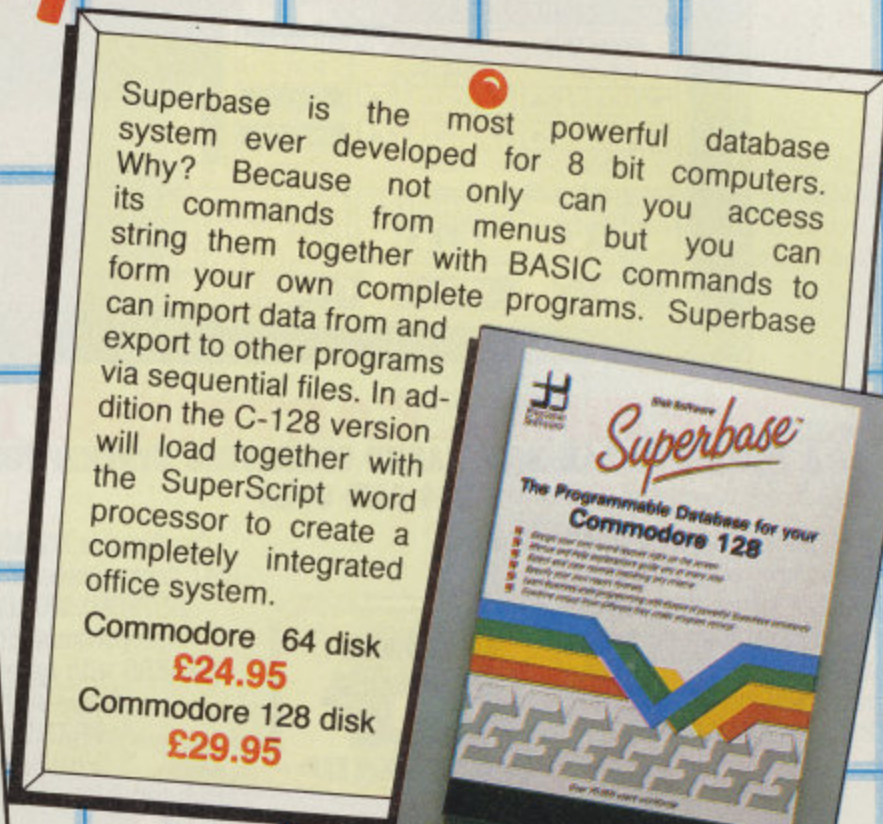 Superbase is the most powerful database
system ever developed for 8 bit computers.
Why? Because not only can you access
its commands from menus but you can
string them together with BASIC commands to
form your own complete programs. Superbase
can import data from and
export to other programs
via sequential files. In ad-
dition the C-128 version
will load together with
the SuperScript word
processor to create a
completely integrated
office system.
Commodore 64 disk
£24.95
Commodore 128 disk
£29.95
Precision
Software
Superbase™
The Programmable Database for your
Commodore 128